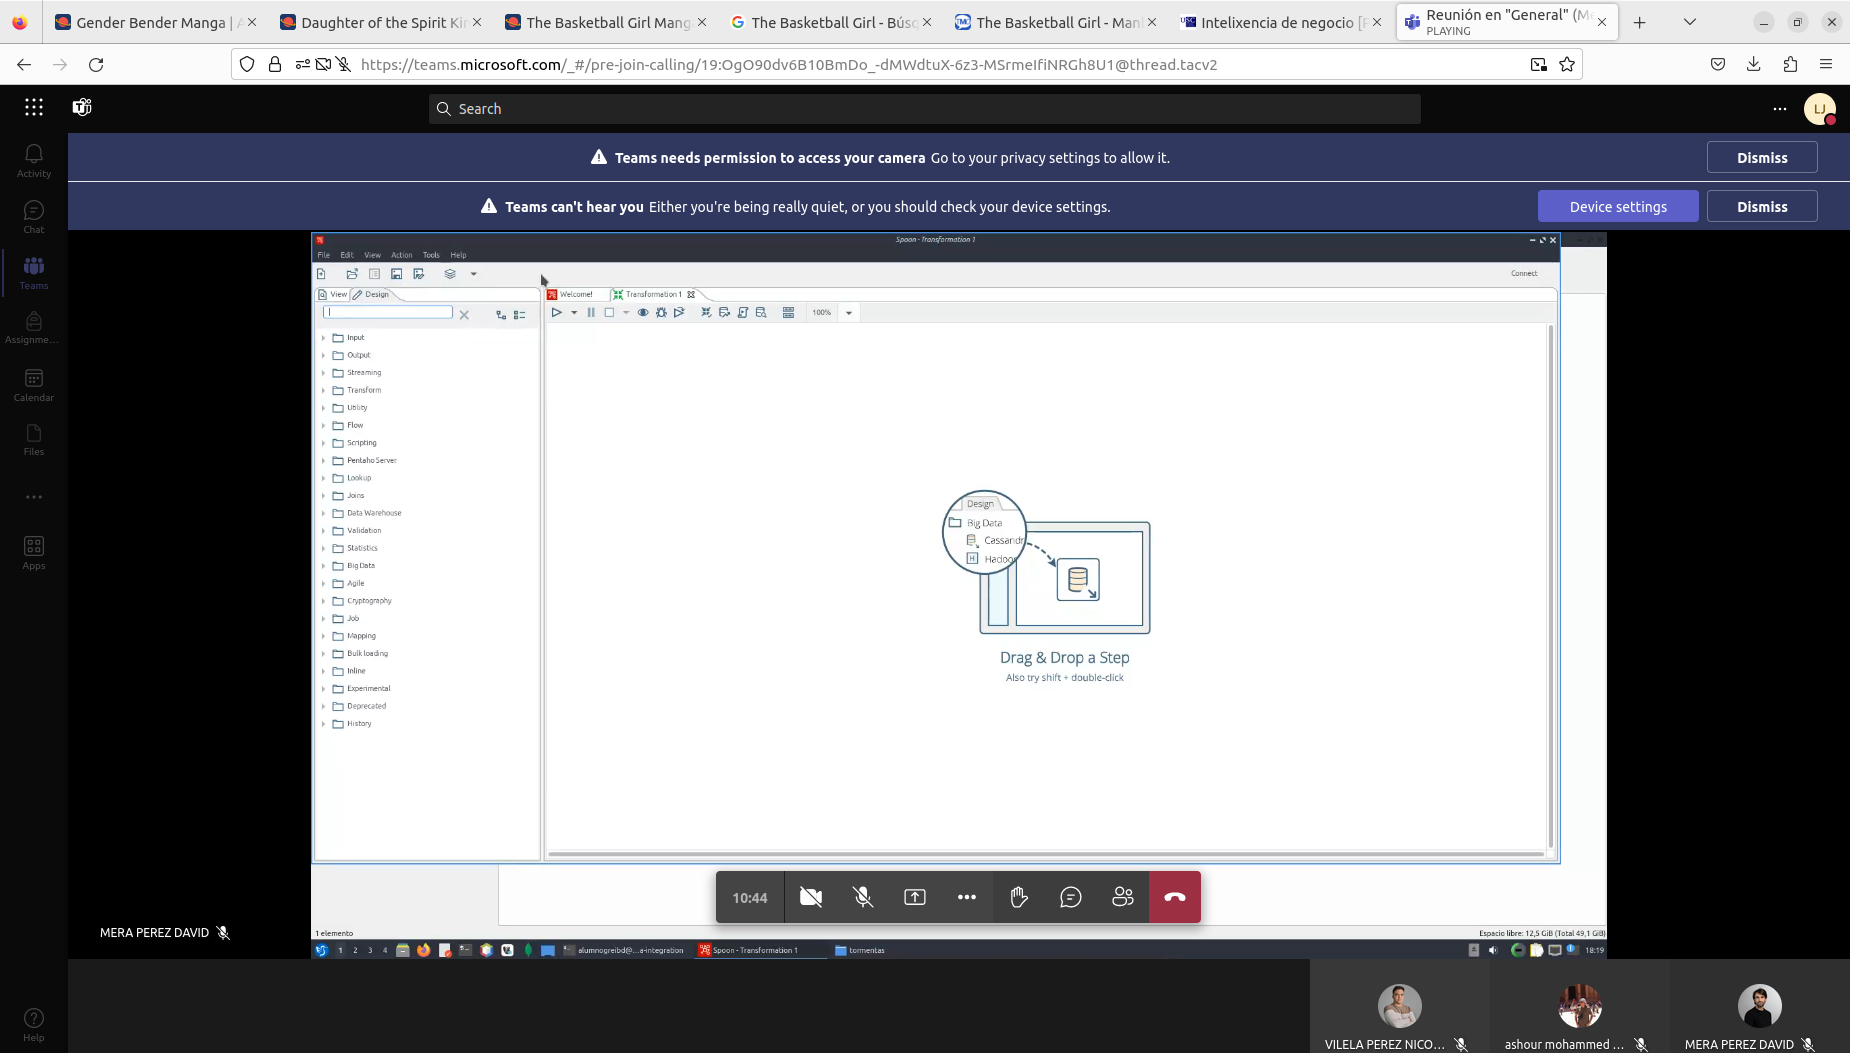 Gender Bender Manga | A
Daughter of the Spirit Kin
The Basketball Girl Mang
The Basketball Girl - Búsq
The Basketball Girl - Man
Intelixencia de negocio [P
Reunión en "General" (Me
PLAYING
https://teams.microsoft.com/_#/pre-join-calling/19:OgO90dv6B10BmDo_-dMWdtuX-6z3-MSrmeIfiNRGh8U1@thread.tacv2
Search
LJ
Activity
Chat
Teams
Assignme...
Calendar
Files
Apps
Help
Teams needs permission to access your camera Go to your privacy settings to allow it.
Dismiss
Teams can't hear you Either you're being really quiet, or you should check your device settings.
Device settings
Dismiss
Spoon - Transformation 1
File Edit View Action Tools Help
Connect
View Design
Welcome! Transformation 1
100%
Input
Output
Streaming
Transform
Utility
Flow
Scripting
Pentaho Server
Lookup
Joins
Data Warehouse
Validation
Statistics
Big Data
Agile
Cryptography
Job
Mapping
Bulk loading
Inline
Experimental
Deprecated
History
Design
Big Data
Cassandr
Hadoop
Drag & Drop a Step
Also try shift + double-click
10:44
MERA PEREZ DAVID
1 elemento
Espacio libre: 12,5 GiB (Total 49,1 GiB)
1 2 3 4
alumnogreibd@...a-integration
Spoon - Transformation 1
tormentas
18:19
VILELA PEREZ NICO...
ashour mohammed ...
MERA PEREZ DAVID